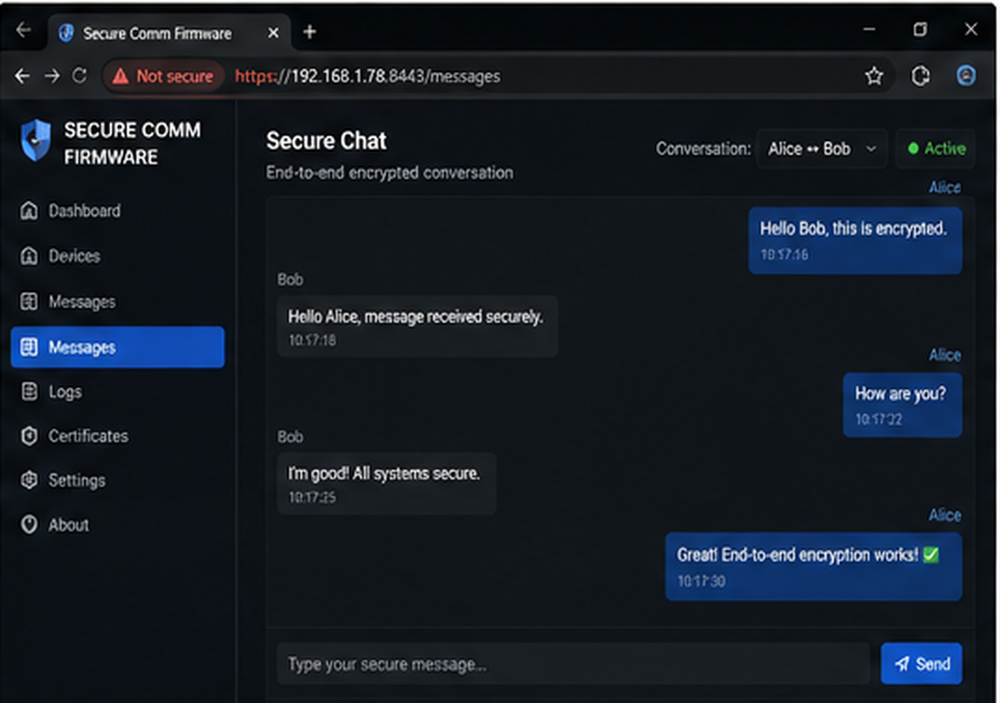 Secure Comm Firmware
Not secure https://192.168.1.78.8443/messages
SECURE COMM
FIRMWARE
Dashboard
Devices
Messages
Messages
Logs
Certificates
Settings
About
Secure Chat
End-to-end encrypted conversation
Conversation: Alice ↔ Bob
Active
Alice
Hello Bob, this is encrypted.
10:17:16
Bob
Hello Alice, message received securely.
10:17:18
Alice
How are you?
10:17:22
Bob
I'm good! All systems secure.
10:17:25
Alice
Great! End-to-end encryption works! ✅
10:17:30
Type your secure message...
Send